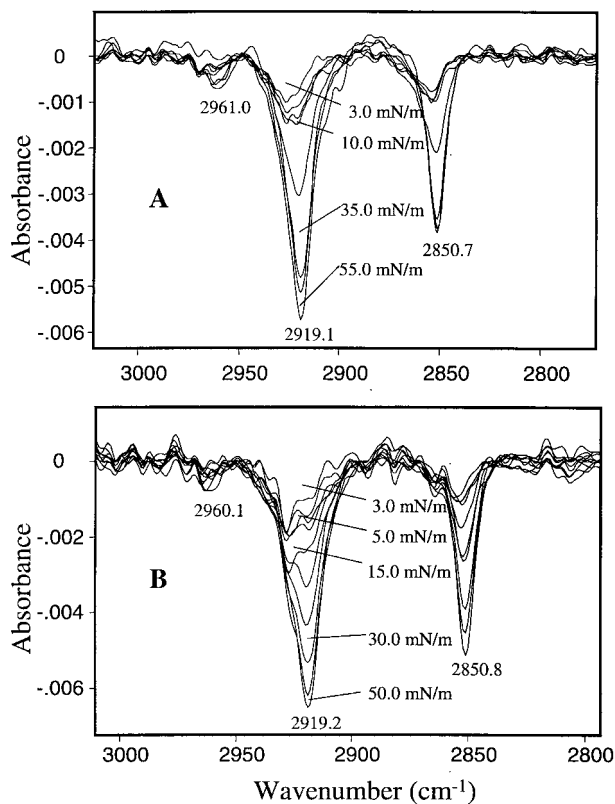 0
-.001
-.002
-.003
-.004
-.005
-.006
Absorbance
A
2961.0
3.0 mN/m
10.0 mN/m
35.0 mN/m
55.0 mN/m
2919.1
2850.7
3000 2950 2900 2850 2800
0
-.002
-.004
-.006
Absorbance
B
2960.1
3.0 mN/m
5.0 mN/m
15.0 mN/m
30.0 mN/m
50.0 mN/m
2919.2
2850.8
3000 2950 2900 2850 2800
Wavenumber (cm⁻¹)